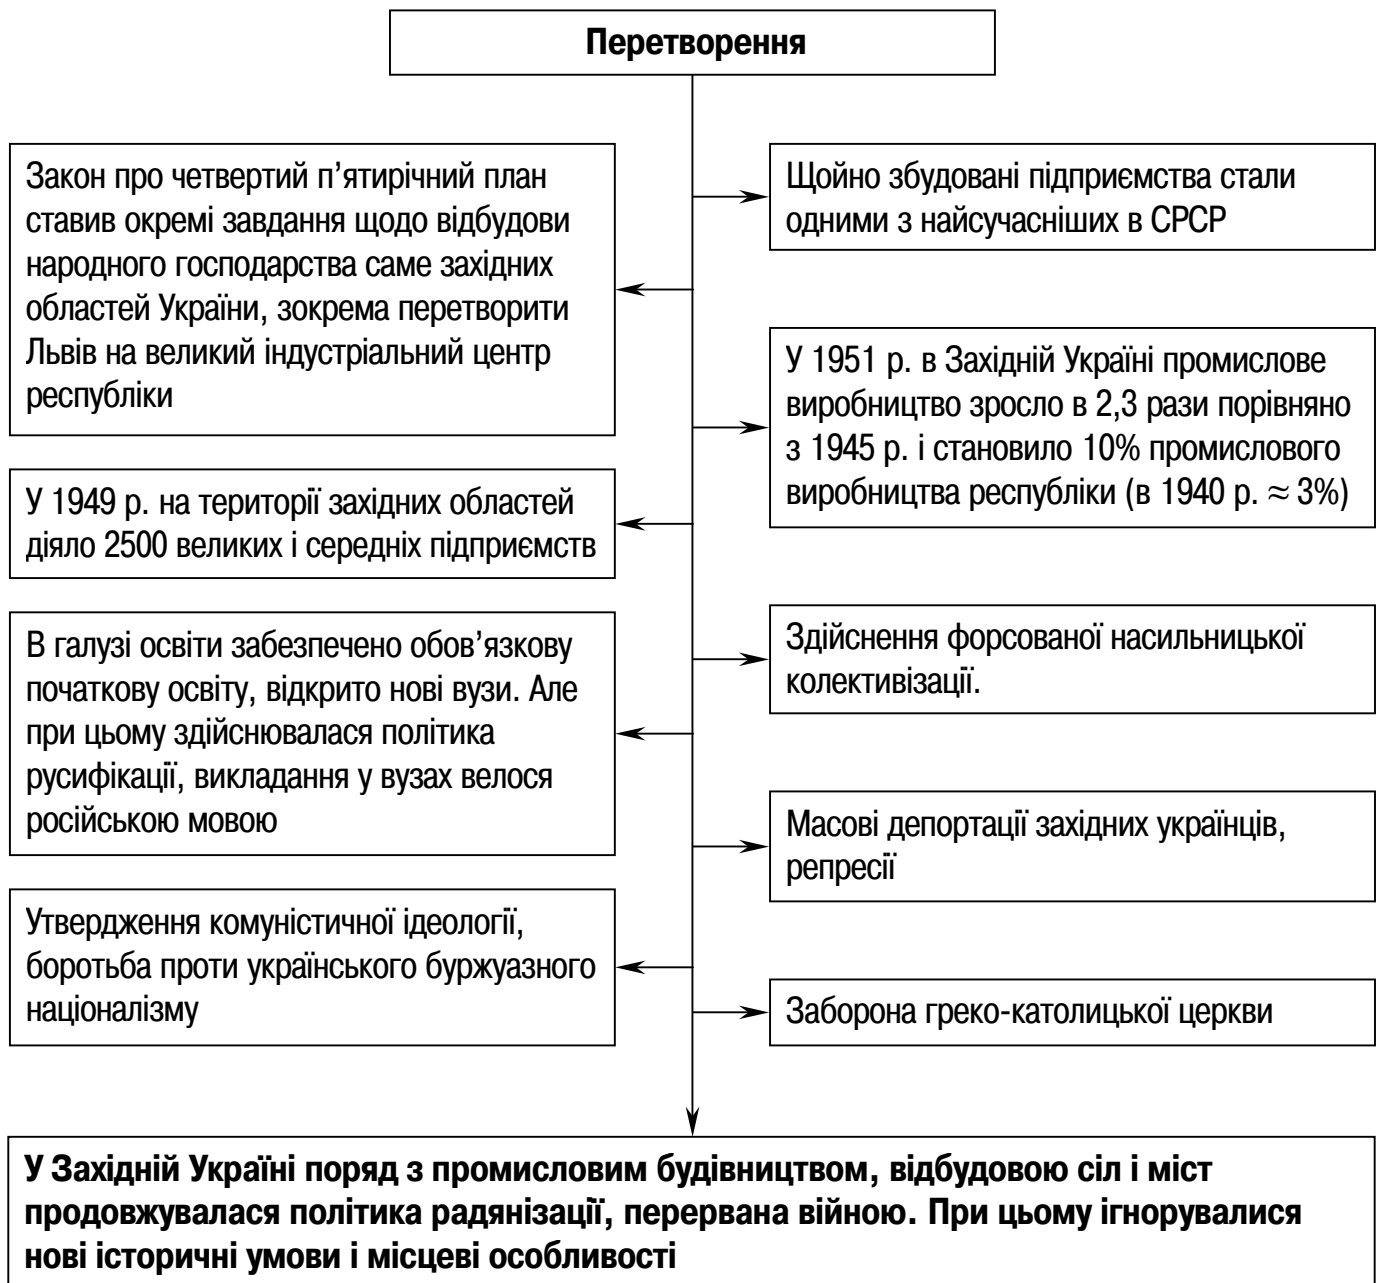 Перетворення
Закон про четвертий п’ятирічний план
ставив окремі завдання щодо відбудови
народного господарства саме західних
областей України, зокрема перетворити
Львів на великий індустріальний центр
республіки
Щойно збудовані підприємства стали
одними з найсучасніших в СРСР
У 1951 р. в Західній Україні промислове
виробництво зросло в 2,3 рази порівняно
з 1945 р. і становило 10% промислового
виробництва республіки (в 1940 р. ≈ 3%)
У 1949 р. на території західних областей
діяло 2500 великих і середніх підприємств
В галузі освіти забезпечено обов’язкову
початкову освіту, відкрито нові вузи. Але
при цьому здійснювалася політика
русифікації, викладання у вузах велося
російською мовою
Здійснення форсованої насильницької
колективізації.
Масові депортації західних українців,
репресії
Утвердження комуністичної ідеології,
боротьба проти українського буржуазного
націоналізму
Заборона греко-католицької церкви
У Західній Україні поряд з промисловим будівництвом, відбудовою сіл і міст
продовжувалася політика радянізації, перервана війною. При цьому ігнорувалися
нові історичні умови і місцеві особливості